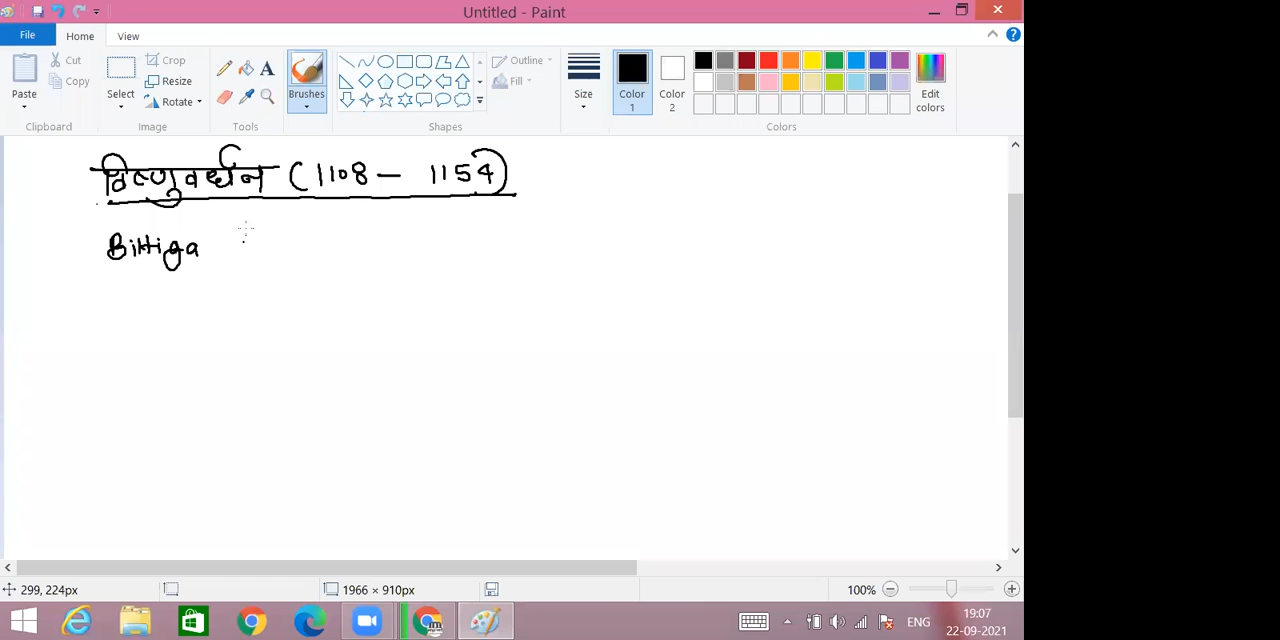 Untitled - Paint
File Home View
Paste
Cut
Copy
Clipboard
Select
Crop
Resize
Rotate
Image
Tools
Brushes
Outline
Fill
Shapes
Size
Color 1
Color 2
Edit colors
Colors
विष्णुवर्धन (1108 - 1154)
Bittiga
299, 224px
1966 × 910px
100%
ENG
19:07
22-09-2021